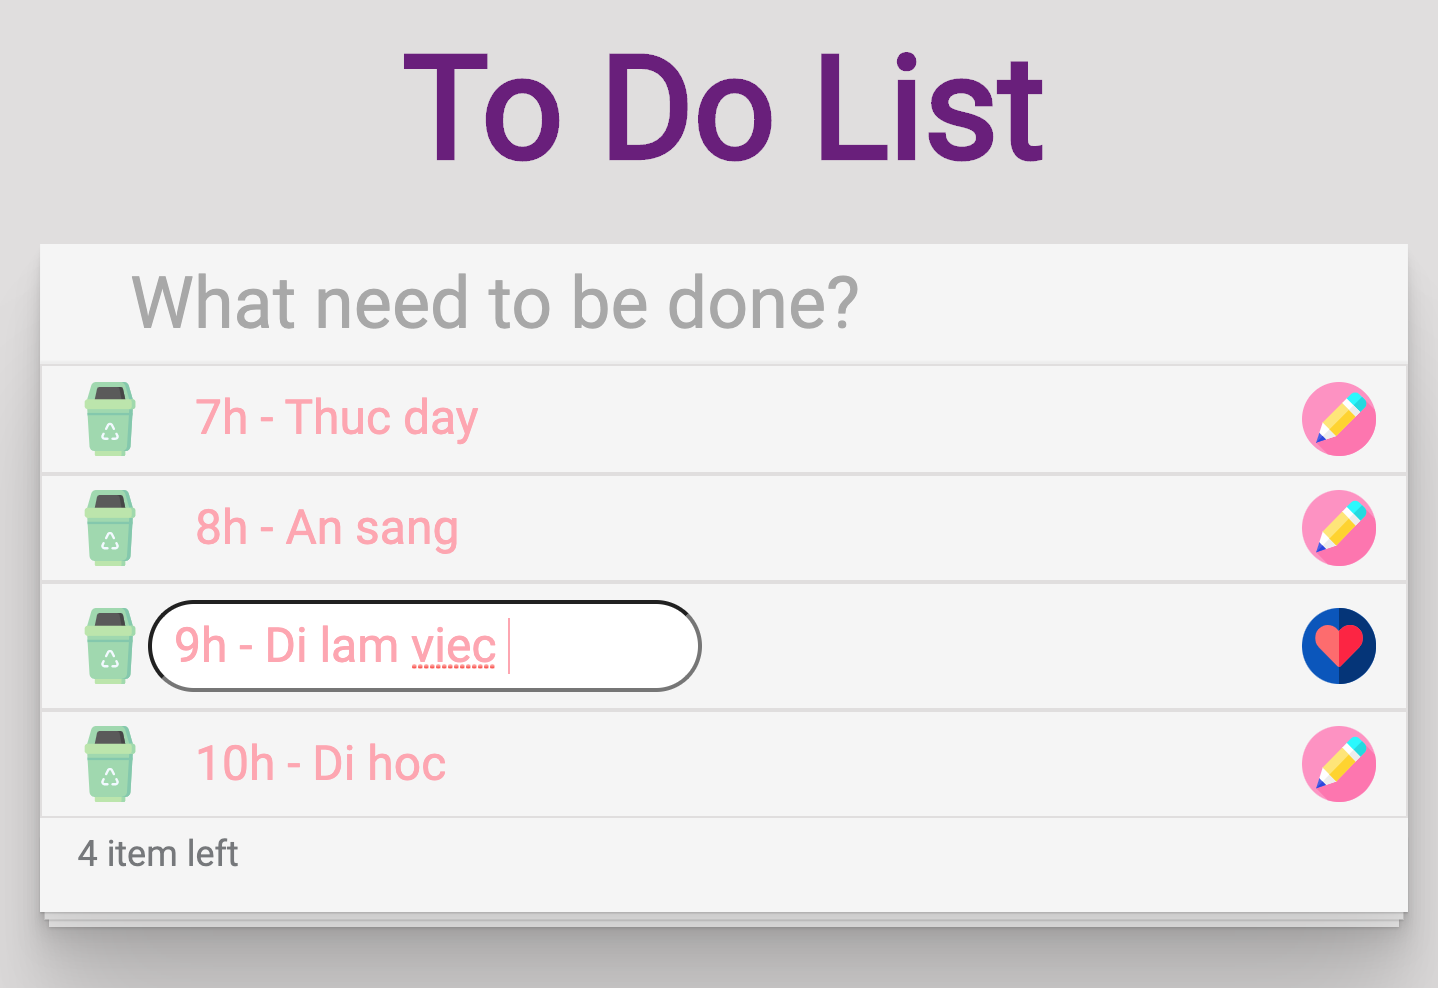 To Do List
What need to be done?
7h - Thuc day
8h - An sang
9h - Di lam viec
10h - Di hoc
4 item left